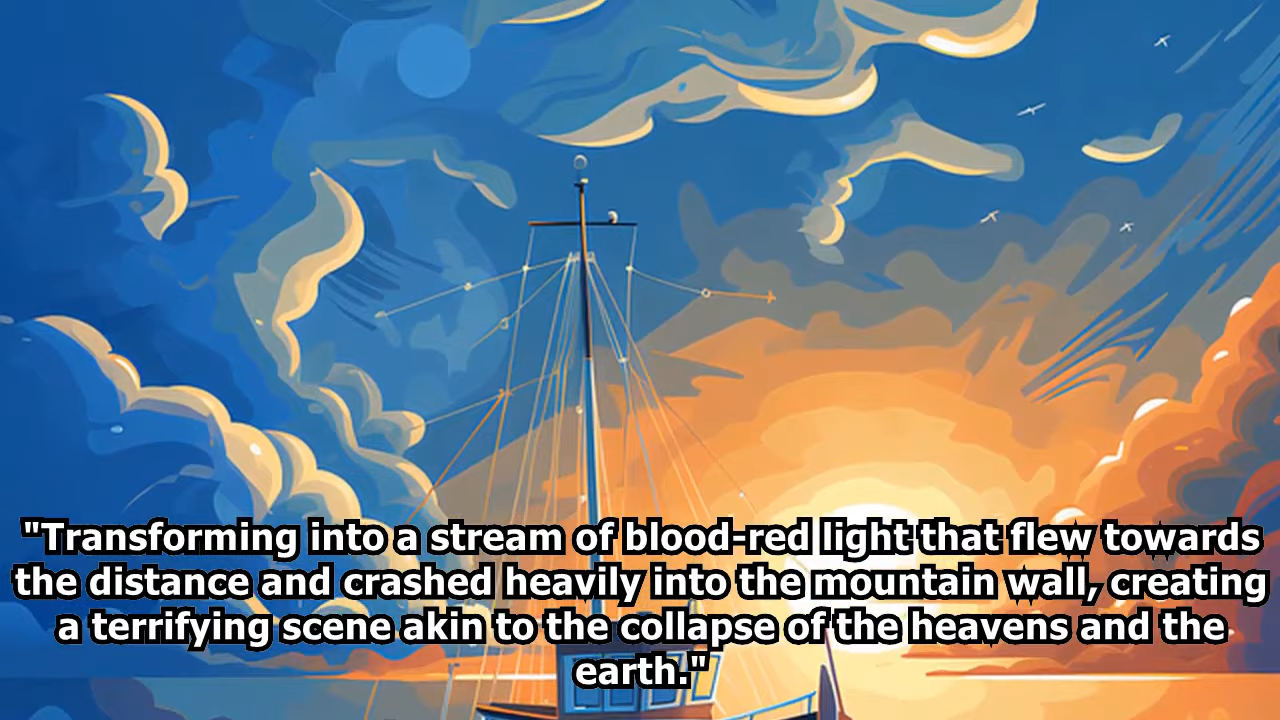 "Transforming into a stream of blood-red light that flew towards
the distance and crashed heavily into the mountain wall, creating
a terrifying scene akin to the collapse of the heavens and the
earth."